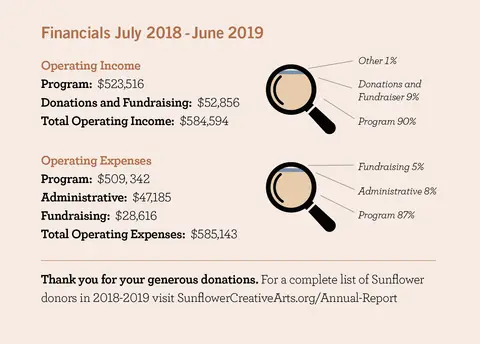 Financials July 2018 - June 2019
Operating Income
Program: $523,516
Donations and Fundraising: $52,856
Total Operating Income: $584,594
Other 1%
Donations and
Fundraiser 9%
Program 90%
Operating Expenses
Program: $509, 342
Administrative: $47,185
Fundraising: $28,616
Total Operating Expenses: $585,143
Fundraising 5%
Administrative 8%
Program 87%
Thank you for your generous donations. For a complete list of Sunflower
donors in 2018-2019 visit SunflowerCreativeArts.org/Annual-Report